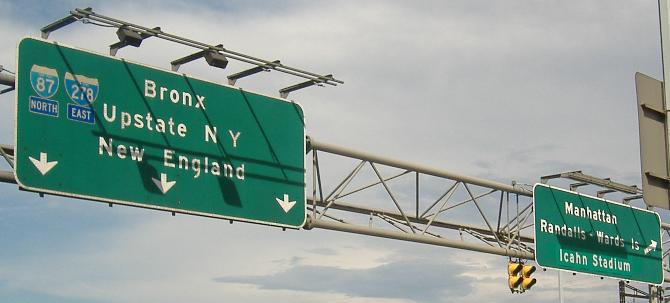 87
NORTH
278
EAST
Bronx
Upstate N Y
New England
Manhattan
Randalls - Wards Is
Icahn Stadium